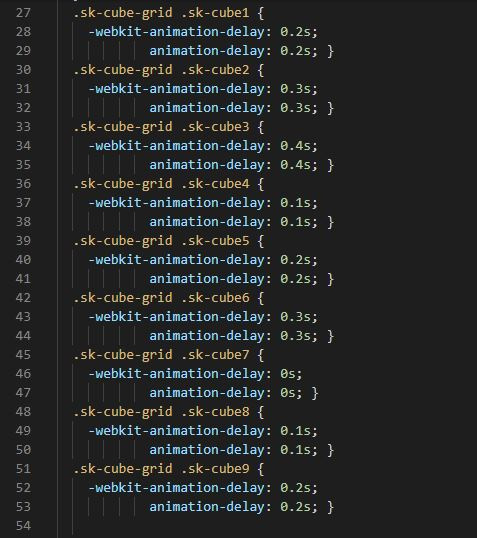 27 .sk-cube-grid .sk-cube1 {
28 -webkit-animation-delay: 0.2s;
29 animation-delay: 0.2s; }
30 .sk-cube-grid .sk-cube2 {
31 -webkit-animation-delay: 0.3s;
32 animation-delay: 0.3s; }
33 .sk-cube-grid .sk-cube3 {
34 -webkit-animation-delay: 0.4s;
35 animation-delay: 0.4s; }
36 .sk-cube-grid .sk-cube4 {
37 -webkit-animation-delay: 0.1s;
38 animation-delay: 0.1s; }
39 .sk-cube-grid .sk-cube5 {
40 -webkit-animation-delay: 0.2s;
41 animation-delay: 0.2s; }
42 .sk-cube-grid .sk-cube6 {
43 -webkit-animation-delay: 0.3s;
44 animation-delay: 0.3s; }
45 .sk-cube-grid .sk-cube7 {
46 -webkit-animation-delay: 0s;
47 animation-delay: 0s; }
48 .sk-cube-grid .sk-cube8 {
49 -webkit-animation-delay: 0.1s;
50 animation-delay: 0.1s; }
51 .sk-cube-grid .sk-cube9 {
52 -webkit-animation-delay: 0.2s;
53 animation-delay: 0.2s; }
54